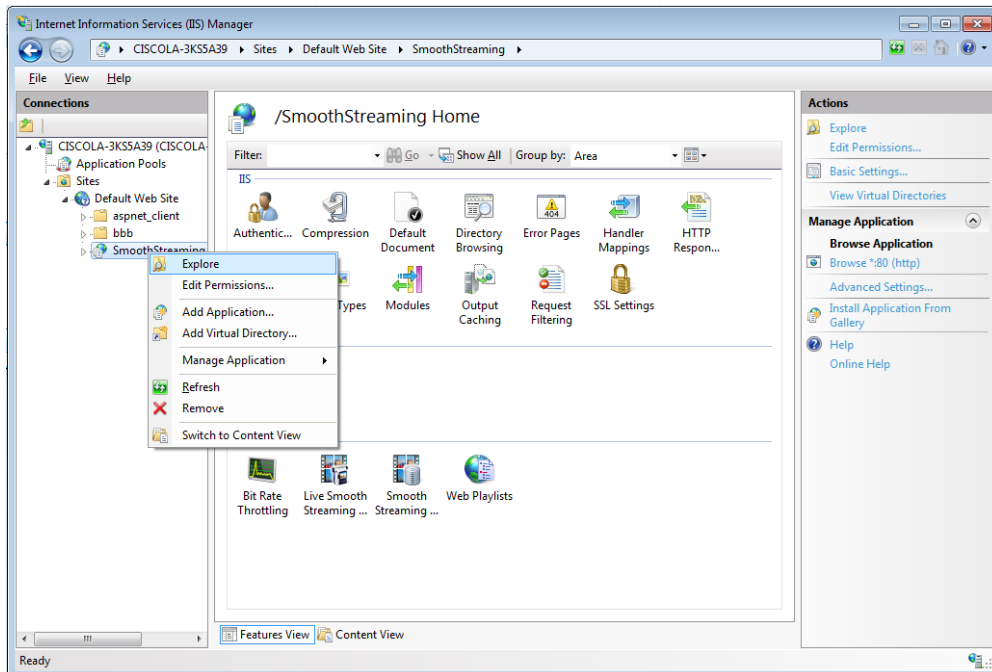 Internet Information Services (IIS) Manager
CISCOLA-3KS5A39 Sites Default Web Site SmoothStreaming
File View Help
Connections
CISCOLA-3KS5A39 (CISCOLA-
Application Pools
Sites
Default Web Site
aspnet_client
bbb
SmoothStreaming
Explore
Edit Permissions...
Add Application...
Add Virtual Directory...
Manage Application
Refresh
Remove
Switch to Content View
/SmoothStreaming Home
Filter: Go Show All Group by: Area
IIS
Authentic... Compression Default Document Directory Browsing Error Pages Handler Mappings HTTP Respon...
Types Modules Output Caching Request Filtering SSL Settings
Bit Rate Throttling Live Smooth Streaming ... Smooth Streaming ... Web Playlists
Features View Content View
Actions
Explore
Edit Permissions...
Basic Settings...
View Virtual Directories
Manage Application
Browse Application
Browse *:80 (http)
Advanced Settings...
Install Application From
Gallery
Help
Online Help
Ready